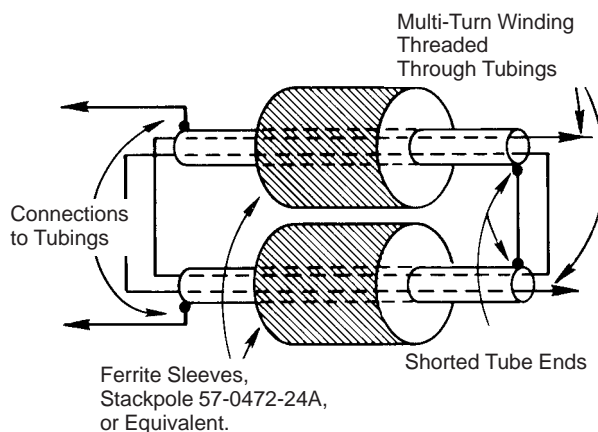 Multi-Turn Winding
Threaded
Through Tubings
Connections
to Tubings
Shorted Tube Ends
Ferrite Sleeves,
Stackpole 57-0472-24A,
or Equivalent.